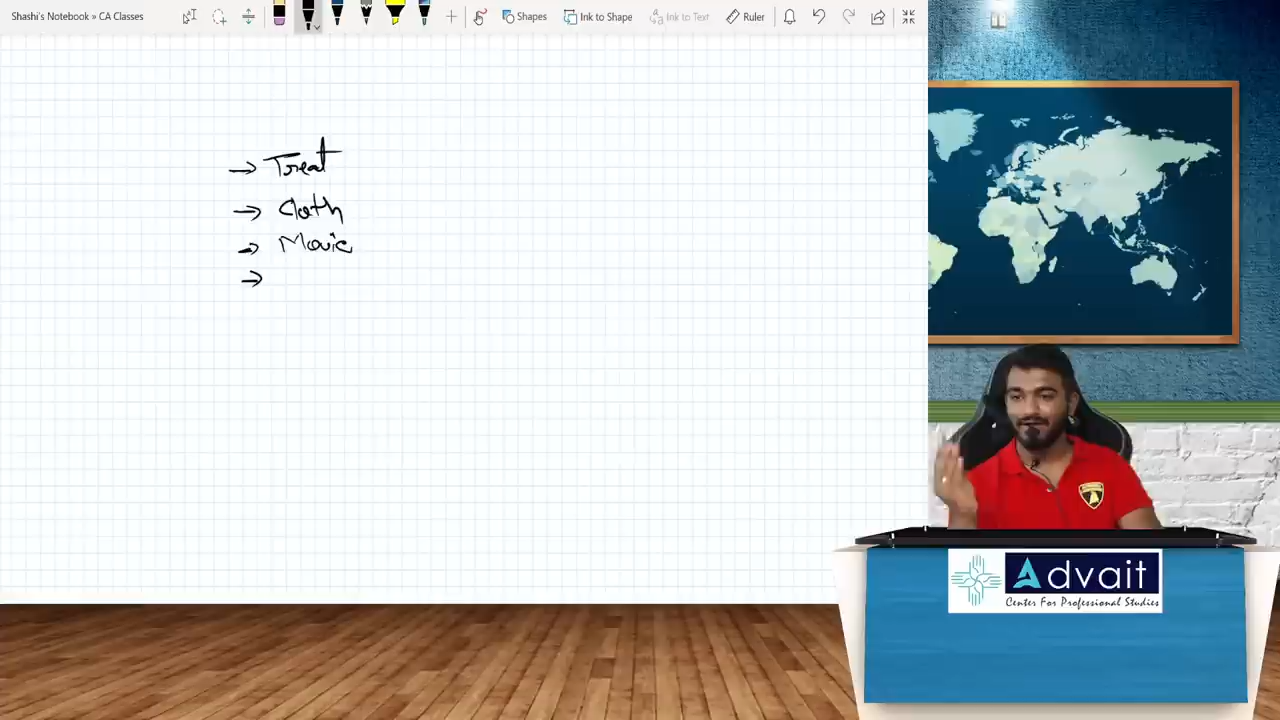 Shashi's Notebook » CA Classes
Shapes
Ink to Shape
Ink to Text
Ruler
→ Treat
→ Cloth
→ Movie
→
Advait
Center For Professional Studies